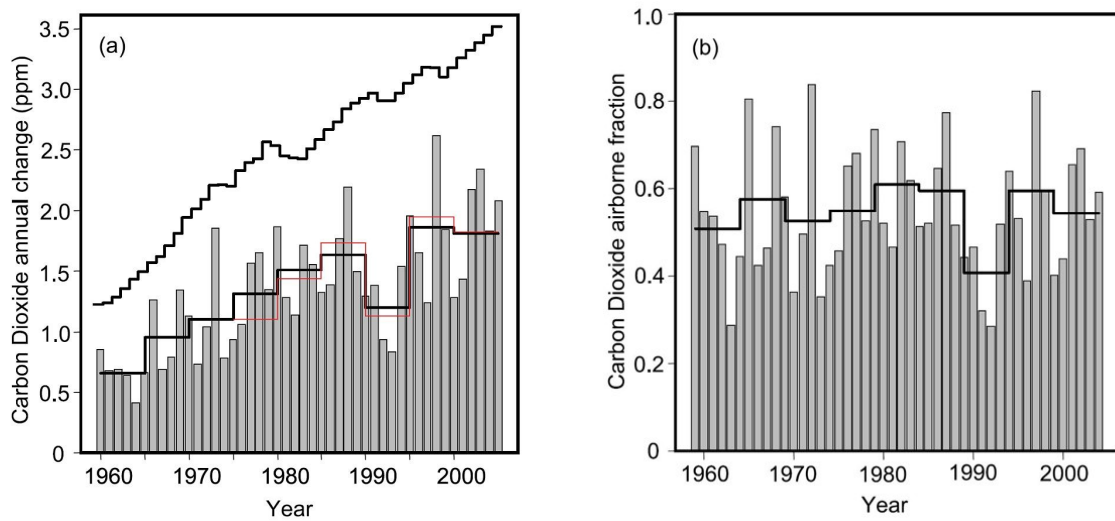 (a)
Carbon Dioxide annual change (ppm)
3.5
3.0
2.5
2.0
1.5
1.0
0.5
0
1960 1970 1980 1990 2000
Year
(b)
Carbon Dioxide airborne fraction
1.0
0.8
0.6
0.4
0.2
0
1960 1970 1980 1990 2000
Year